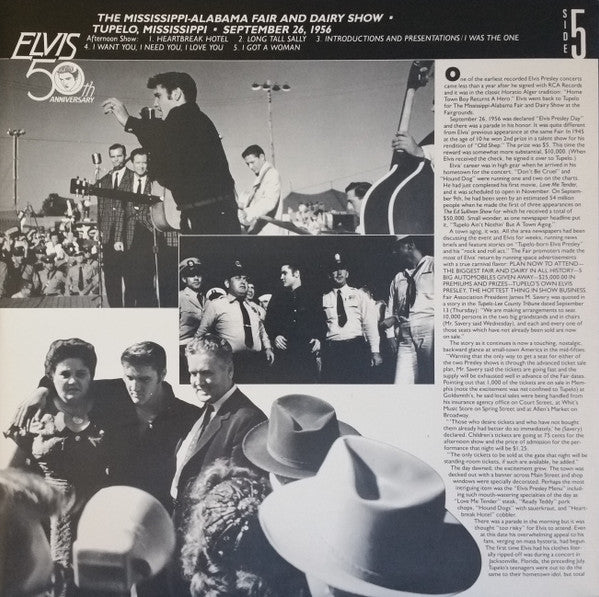 THE MISSISSIPPI-ALABAMA FAIR AND DAIRY SHOW •
TUPELO, MISSISSIPPI • SEPTEMBER 26, 1956
Afternoon Show: 1. HEARTBREAK HOTEL 2. LONG TALL SALLY 3. INTRODUCTIONS AND PRESENTATIONS/I WAS THE ONE
4. I WANT YOU, I NEED YOU, I LOVE YOU 5. I GOT A WOMAN
SIDE 5
ELVIS
50th
ANNIVERSARY
One of the earliest recorded Elvis Presley concerts
came less than a year after he signed with RCA Records
and it was in the classic Horatio Alger tradition: "Home
Town Boy Returns A Hero." Elvis went back to Tupelo
for The Mississippi-Alabama Fair and Dairy Show at the
Fairgrounds.
September 26, 1956 was declared "Elvis Presley Day"
and there was a parade in his honor. It was quite different
from Elvis' previous appearance at the same Fair. In 1945
at the age of 10 he won 2nd prize in a talent show for his
rendition of "Old Shep." The prize was $5. This time the
reward was somewhat more substantial, $10,000. (When
Elvis received the check, he signed it over to Tupelo.)
Elvis' career was in high gear when he arrived in his
hometown for the concert. "Don't Be Cruel" and
"Hound Dog" were running one and two on the charts.
He had just completed his first movie, Love Me Tender,
and it was scheduled to open in November. On Septem-
ber 9th, he had been seen by an estimated 54 million
people when he made the first of three appearances on
The Ed Sullivan Show for which he received a total of
$50,000. Small wonder, as one newspaper headline put
it, "Tupelo Ain't Nothin' But A Town Aging."
A town aging, it was. All the area newspapers had been
discussing the event and Elvis for weeks, running news
briefs and feature stories on "Tupelo-born Elvis Presley"
and his "rock and roll act." The Fair promoters made the
most of Elvis' return by running space advertisements
with a true carnival flavor: PLAN NOW TO ATTEND—
THE BIGGEST FAIR AND DAIRY IN ALL HISTORY—5
BIG AUTOMOBILES GIVEN AWAY—$25,000.00 IN
PREMIUMS AND PRIZES—TUPELO'S OWN ELVIS
PRESLEY, THE HOTTEST THING IN SHOW BUSINESS.
Fair Association President James M. Savery was quoted in
a story in the Tupelo-Lee County Tribune dated September
13 (Thursday): "We are making arrangements to seat
10,000 persons in the two big grandstands and in chairs
(Mr. Savery said Wednesday), and each and every one of
those seats which have not already been sold are now
on sale."
The story as it continues is now a touching, nostalgic,
backward glance at small-town America in the mid-fifties:
"Warning that the only way to get a seat for either of
the two Presley shows is through the advanced ticket sale
plan, Mr. Savery said the tickets are going fast and the
supply will be exhausted well in advance of the Fair dates.
Pointing out that 1,000 of the tickets are on sale in Mem-
phis (note the excitement was not confined to Tupelo) at
Goldsmith's, he said local sales were being handled from
his insurance agency office on Court Street, at Whit's
Music Store on Spring Street and at Allen's Market on
Broadway.
"Those who desire tickets and who have not bought
them already had better do so immediately,' he (Savery)
declared. Children's tickets are going at 75 cents for the
afternoon show and the price of admission for the per-
formances that night will be $1.25.
"The only tickets to be sold at the gate that night will be
standing-room tickets, if such are available, he added."
The day dawned; the excitement grew. The town was
decked out with a banner across Main Street and shop
windows were specially decorated. Perhaps the most
intriguing item was the "Elvis Presley Menu" includ-
ing such mouth-watering specialties of the day as
"Love Me Tender" steak, "Ready Teddy" pork
chops, "Hound Dogs" with sauerkraut, and "Heart-
break Hotel" cobbler.
There was a parade in the morning but is was
thought "too risky" for Elvis to attend. Even
at this date his overwhelming appeal to his
fans, verging on mass hysteria, had begun.
The first time Elvis had his clothes liter-
ally ripped off was during a concert in
Jacksonville, Florida, the preceding July.
Tupelo's teenagers were out to do the
same to their hometown idol, but total